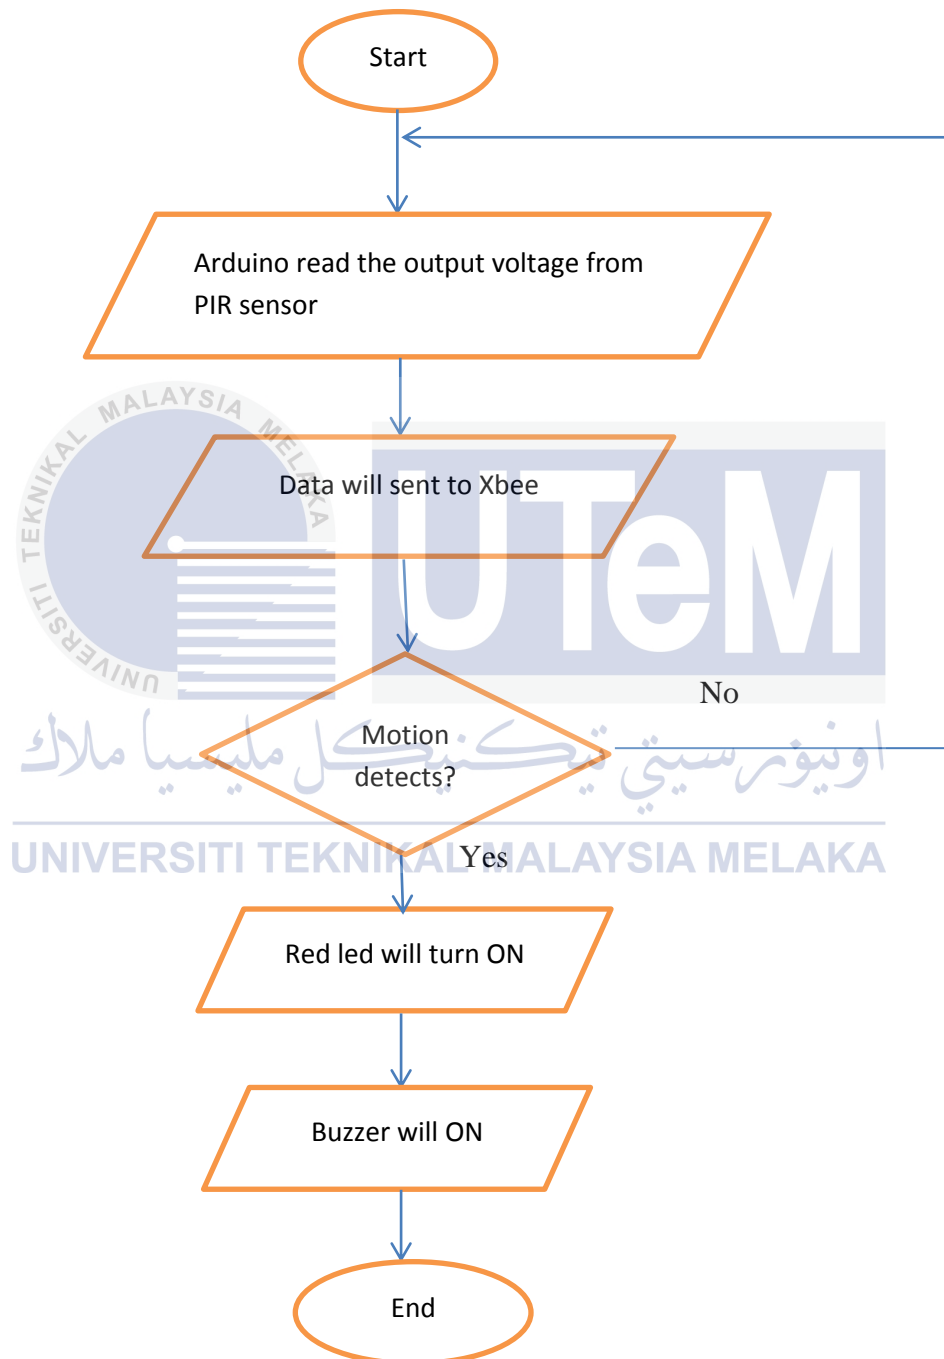 Start
Arduino read the output voltage from
PIR sensor
UNIVERSITI TEKNIKAL MALAYSIA MELAKA
UTeM
Data will sent to Xbee
No
Motion
detects?
اونيۏرسيتي تيكنيكل مليسيا ملاك
Yes
UNIVERSITI TEKNIKAL MALAYSIA MELAKA
Red led will turn ON
Buzzer will ON
End